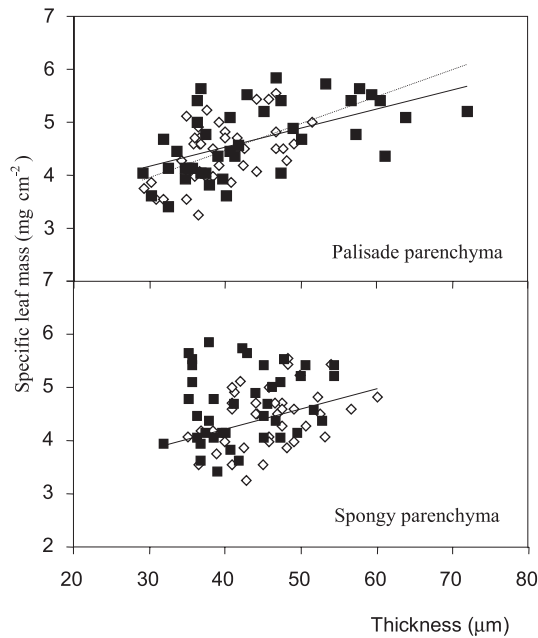 7
6
5
4
3
7
Palisade parenchyma
Specific leaf mass (mg cm-2)
6
5
4
3
2
Spongy parenchyma
20 30 40 50 60 70 80
Thickness (μm)